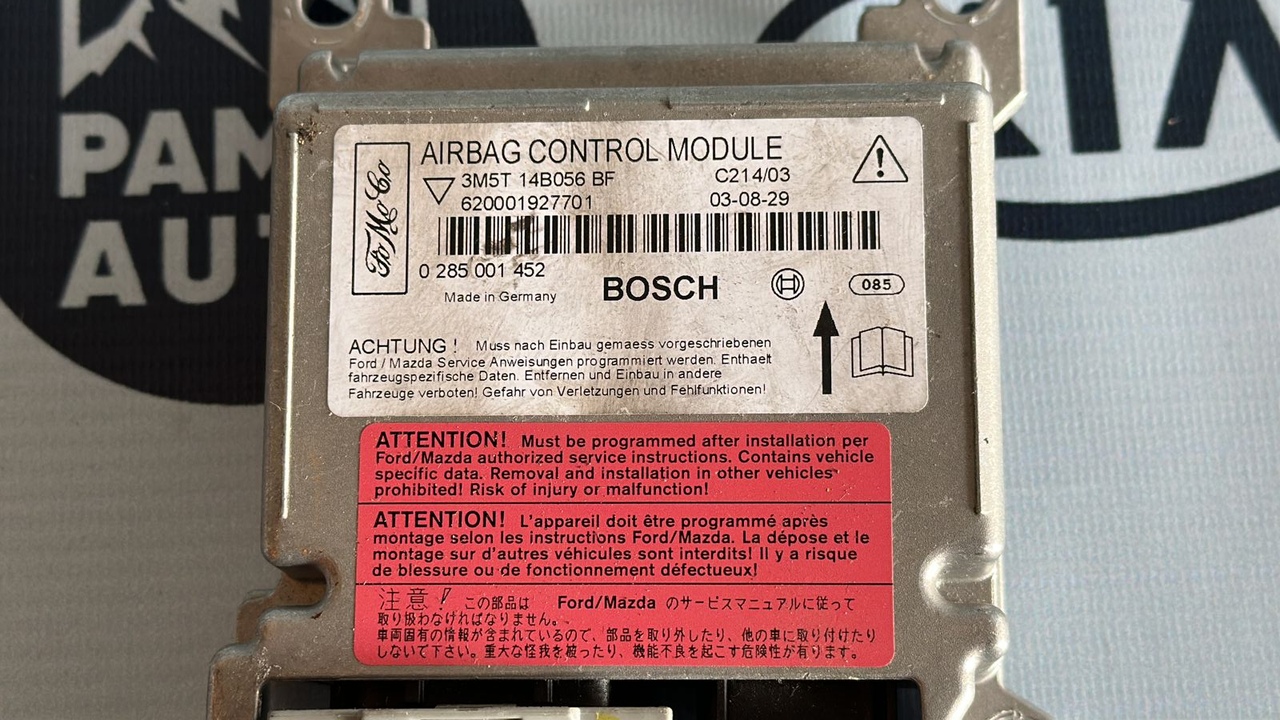 PAM
AU
KIA
FoMoCo
AIRBAG CONTROL MODULE
3M5T 14B056 BF C214/03
620001927701 03-08-29
0 285 001 452
Made in Germany BOSCH 085
ACHTUNG ! Muss nach Einbau gemaess vorgeschriebenen
Ford / Mazda Service Anweisungen programmiert werden. Enthaelt
fahrzeugspezifische Daten. Entfernen und Einbau in andere
Fahrzeuge verboten! Gefahr von Verletzungen und Fehlfunktionen!
ATTENTION! Must be programmed after installation per
Ford/Mazda authorized service instructions. Contains vehicle
specific data. Removal and installation in other vehicles
prohibited! Risk of injury or malfunction!
ATTENTION! L'appareil doit être programmé après
montage selon les instructions Ford/Mazda. La dépose et le
montage sur d'autres véhicules sont interdits! Il y a risque
de blessure ou de fonctionnement défectueux!
注意! この部品は Ford/Mazda のサービスマニュアルに従って
取り扱わなければなりません。
車両固有の情報が含まれているので、部品を取り外したり、他の車に取り付けたり
しないで下さい。重大な怪我を被ったり、機能不良を起こす危険性が有ります。